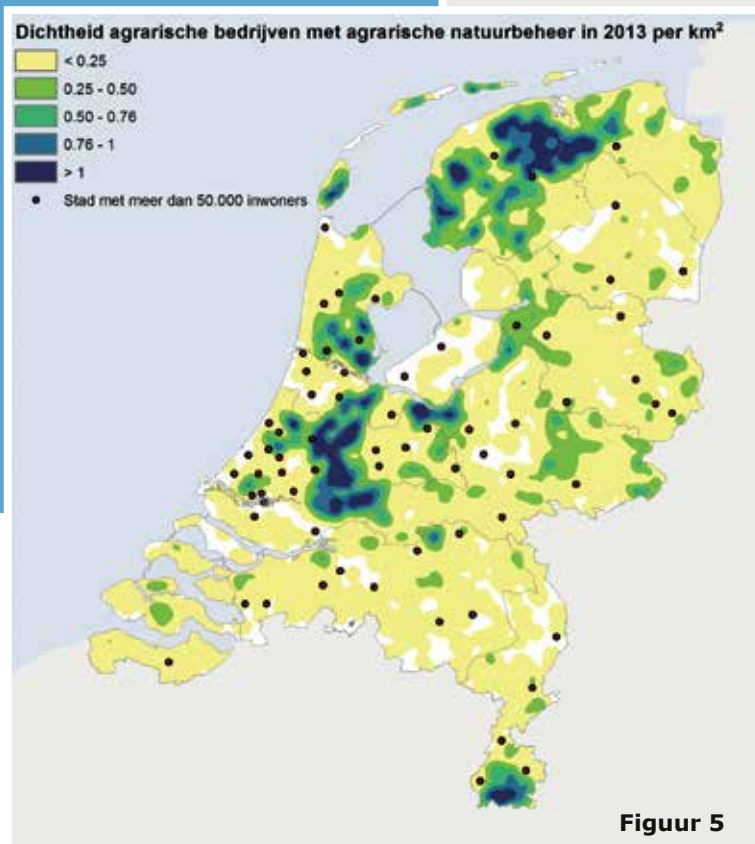 Dichtheid agrarische bedrijven met agrarische natuurbeheer in 2013 per km²
< 0.25
0.25 - 0.50
0.50 - 0.76
0.76 - 1
> 1
Stad met meer dan 50.000 inwoners
Figuur 5